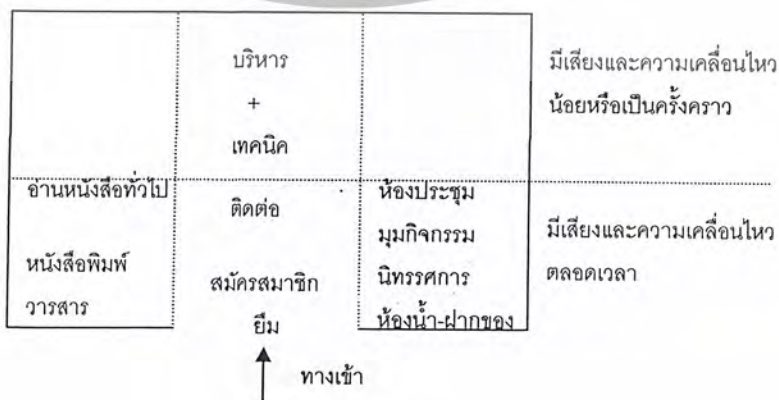 บริหาร
+
เทคนิค
มีเสียงและความเคลื่อนไหว
น้อยหรือเป็นครั้งคราว
อ่านหนังสือทั่วไป
หนังสือพิมพ์
วารสาร
ติดต่อ
สมัครสมาชิก
ยืม
ห้องประชุม
มุมกิจกรรม
นิทรรศการ
ห้องน้ำ-ฝากของ
มีเสียงและความเคลื่อนไหว
ตลอดเวลา
ทางเข้า